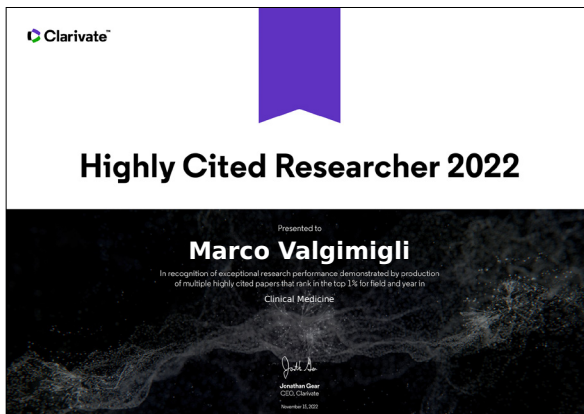 Clarivate™
Highly Cited Researcher 2022
Presented to
Marco Valgimigli
In recognition of exceptional research performance demonstrated by production
of multiple highly cited papers that rank in the top 1% for field and year in
Clinical Medicine
Jonathan Gear
CEO, Clarivate
November 15, 2022